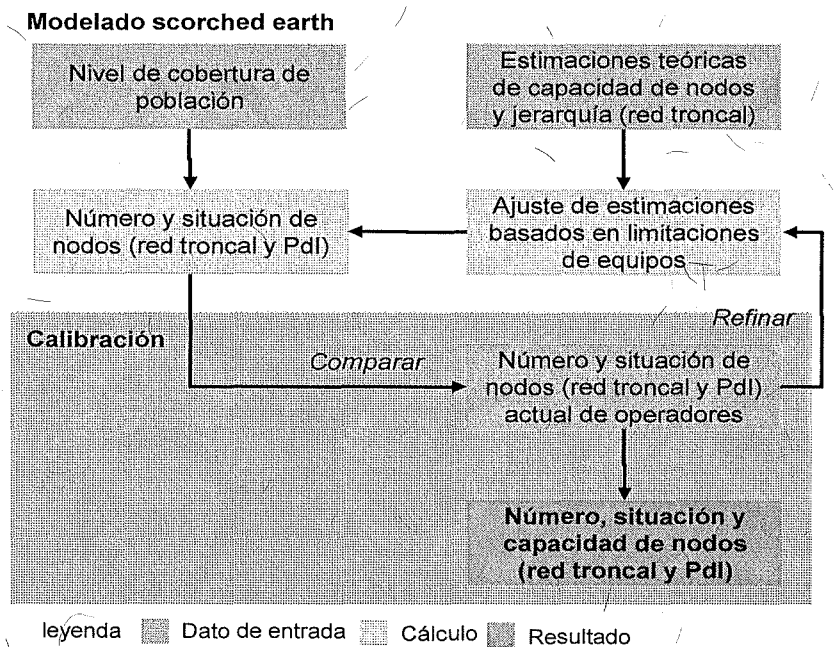 Modelado scorched earth
Nivel de cobertura de
población
Estimaciones teóricas
de capacidad de nodos
y jerarquía (red troncal)
Número y situación de
nodos (red troncal y PdI)
Ajuste de estimaciones
basados en limitaciones
de equipos
Refinar
Calibración
Comparar
Número y situación de
nodos (red troncal y PdI)
actual de operadores
Número, situación y
capacidad de nodos
(red troncal y PdI)
leyenda Dato de entrada Cálculo Resultado